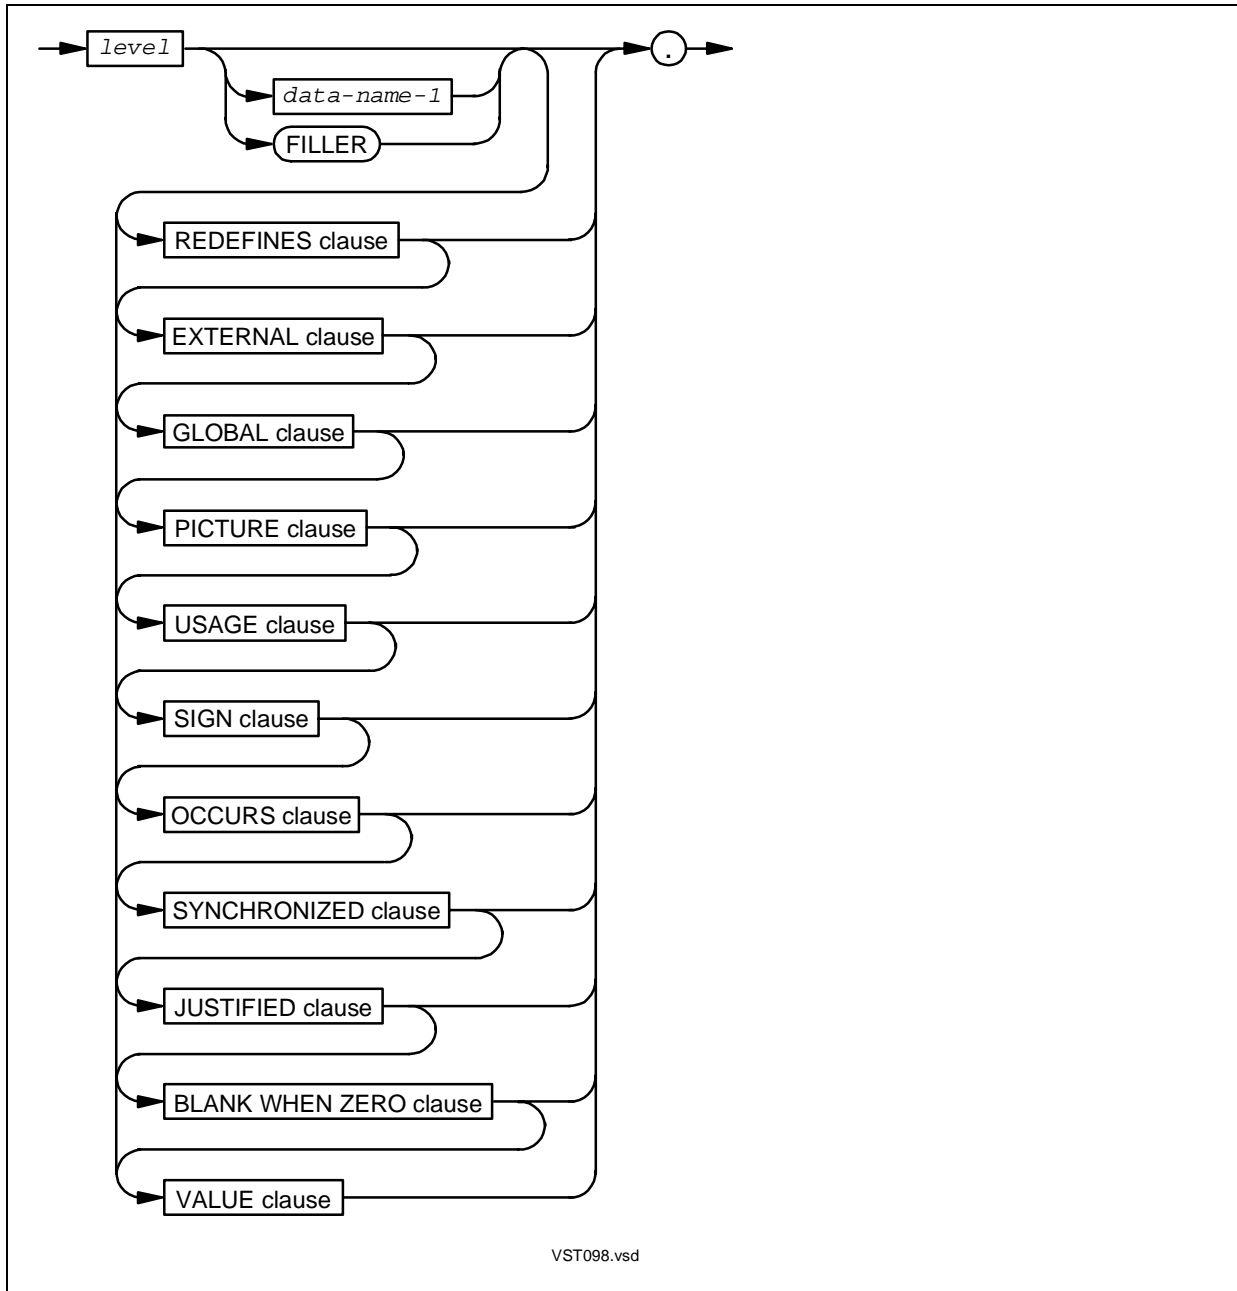 level
.
data-name-1
FILLER
REDEFINES clause
EXTERNAL clause
GLOBAL clause
PICTURE clause
USAGE clause
SIGN clause
OCCURS clause
SYNCHRONIZED clause
JUSTIFIED clause
BLANK WHEN ZERO clause
VALUE clause
VST098.vsd